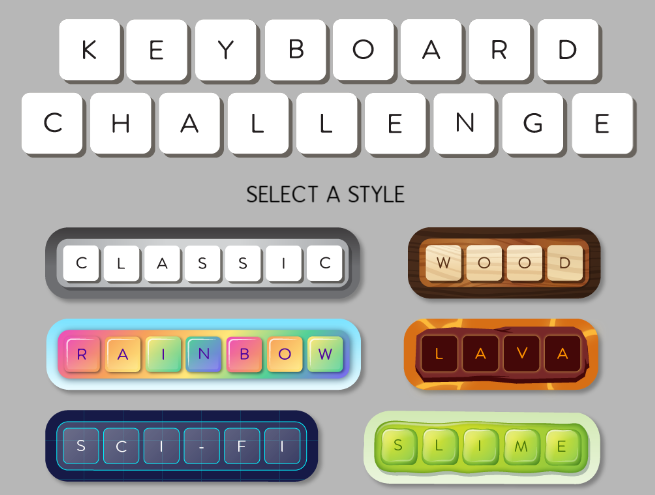 KEYBOARD
CHALLENGE
SELECT A STYLE
CLASSIC
WOOD
RAINBOW
LAVA
SCI-FI
SLIME